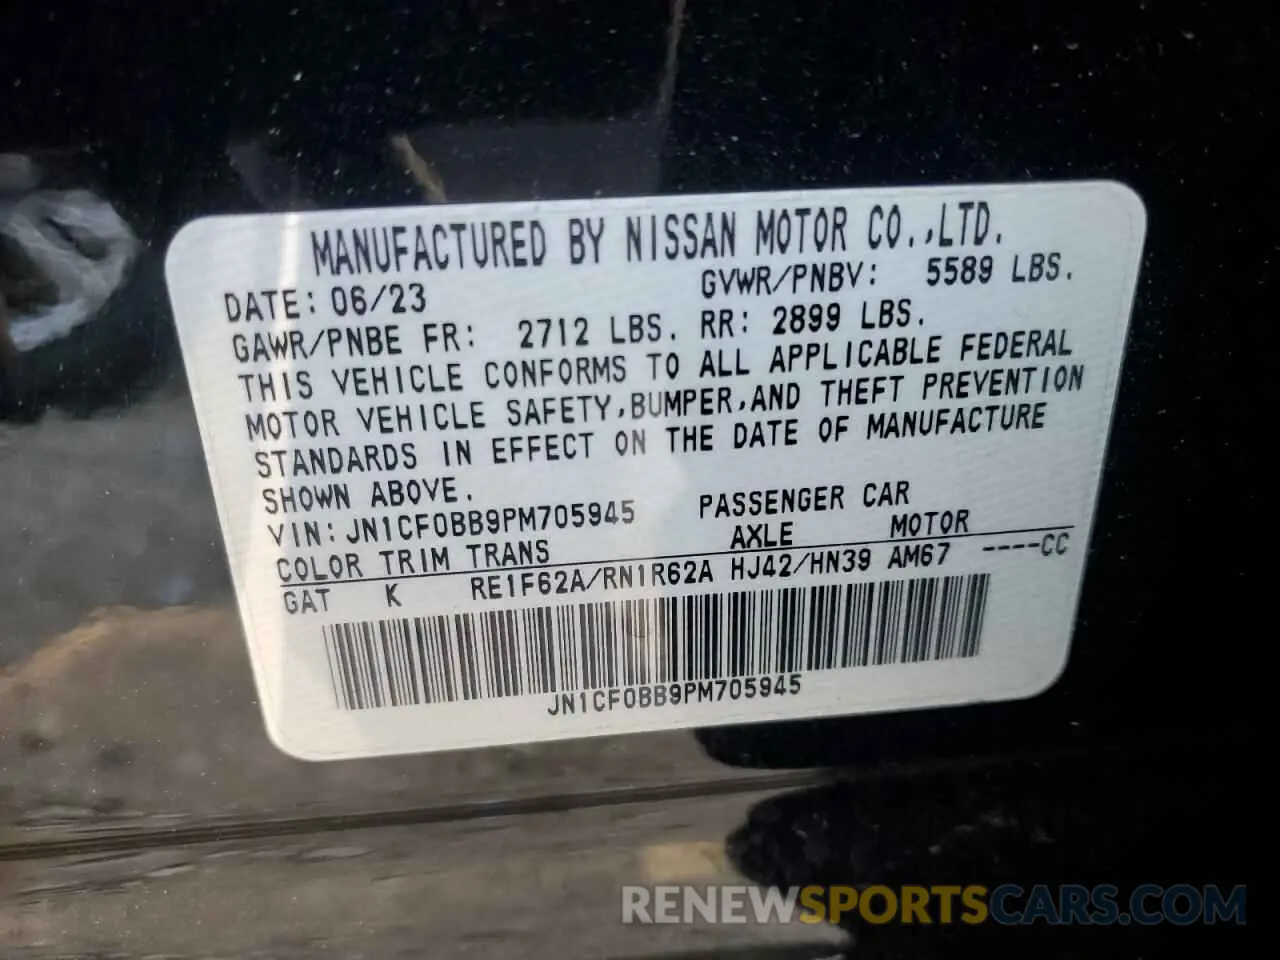 MANUFACTURED BY NISSAN MOTOR CO.,LTD.
DATE: 06/23 GVWR/PNBV: 5589 LBS.
GAWR/PNBE FR: 2712 LBS. RR: 2899 LBS.
THIS VEHICLE CONFORMS TO ALL APPLICABLE FEDERAL
MOTOR VEHICLE SAFETY,BUMPER,AND THEFT PREVENTION
STANDARDS IN EFFECT ON THE DATE OF MANUFACTURE
SHOWN ABOVE.
VIN: JN1CF0BB9PM705945 PASSENGER CAR
COLOR TRIM TRANS AXLE MOTOR
GAT K RE1F62A/RN1R62A HJ42/HN39 AM67 ----CC
JN1CF0BB9PM705945
RENEWSPORTSCARS.COM